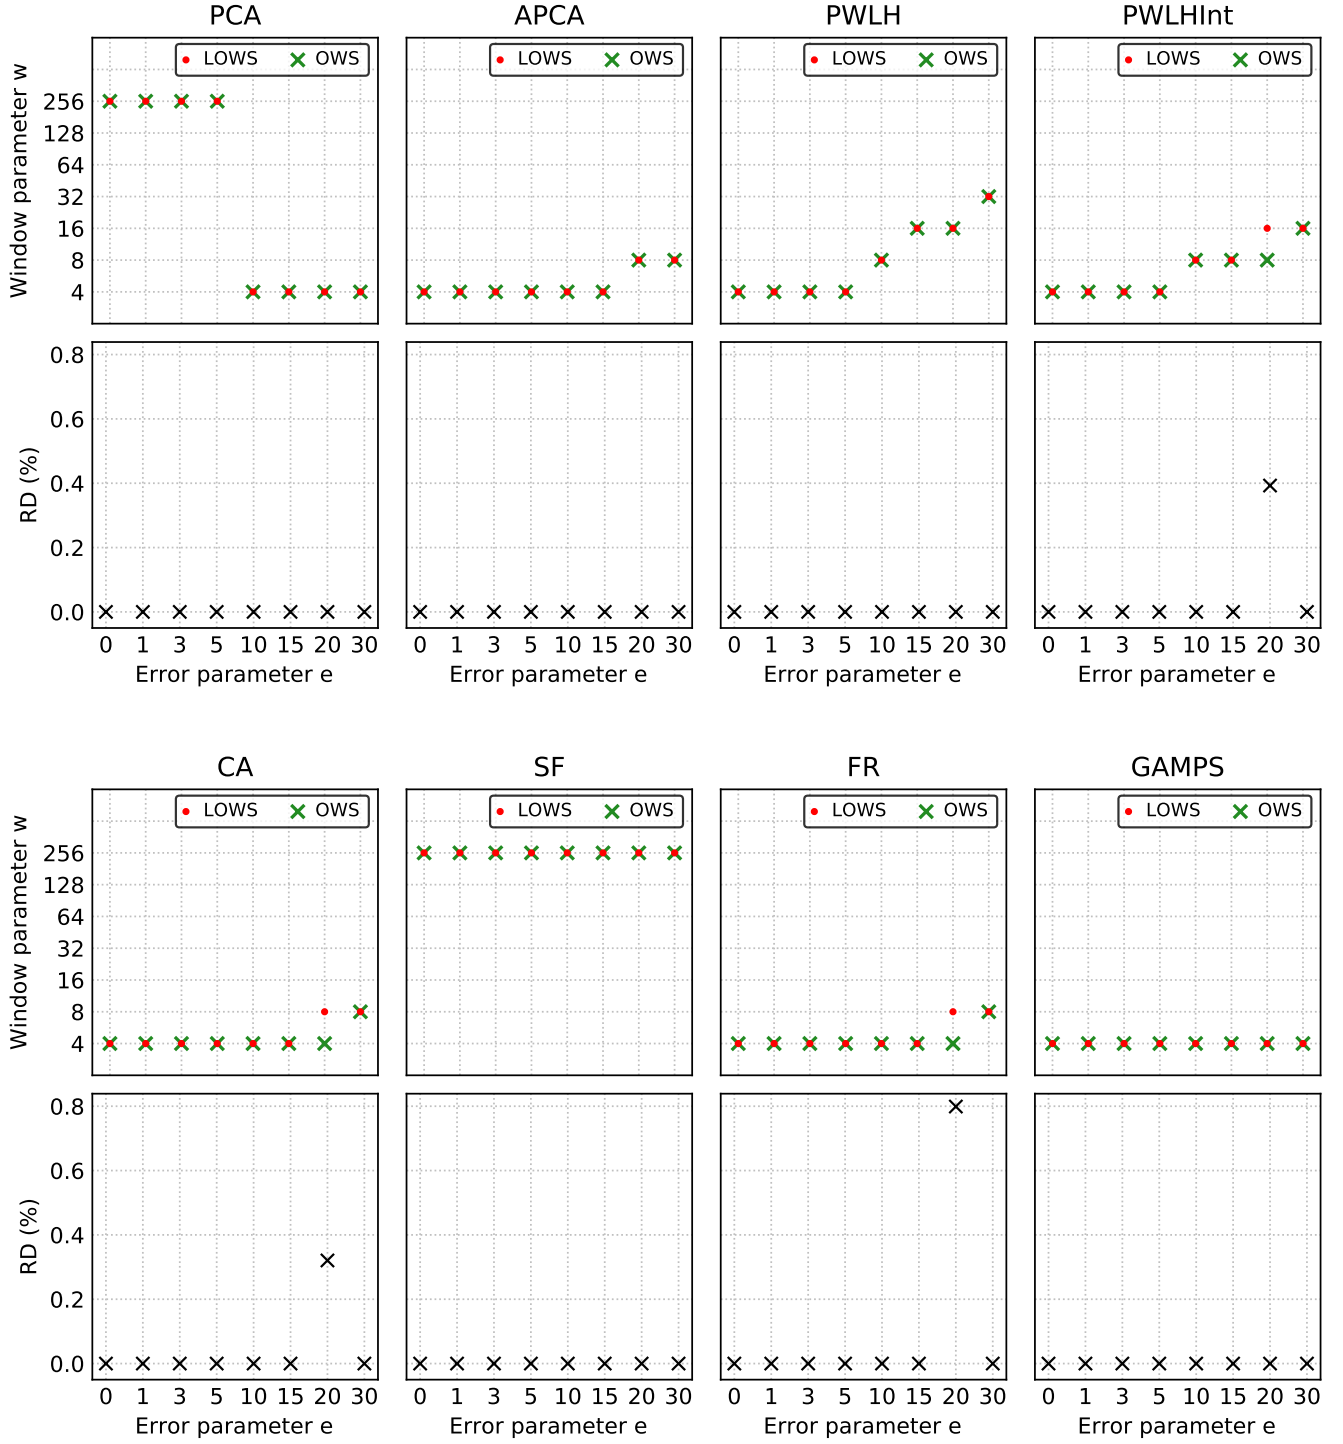 PCA APCA PWLH PWLHInt
LOWS OWS LOWS OWS LOWS OWS LOWS OWS
Window parameter w
256
128
64
32
16
8
4
RD (%)
0.8
0.6
0.4
0.2
0.0
0 1 3 5 10 15 20 30 0 1 3 5 10 15 20 30 0 1 3 5 10 15 20 30 0 1 3 5 10 15 20 30
Error parameter e Error parameter e Error parameter e Error parameter e
CA SF FR GAMPS
LOWS OWS LOWS OWS LOWS OWS LOWS OWS
Window parameter w
256
128
64
32
16
8
4
RD (%)
0.8
0.6
0.4
0.2
0.0
0 1 3 5 10 15 20 30 0 1 3 5 10 15 20 30 0 1 3 5 10 15 20 30 0 1 3 5 10 15 20 30
Error parameter e Error parameter e Error parameter e Error parameter e